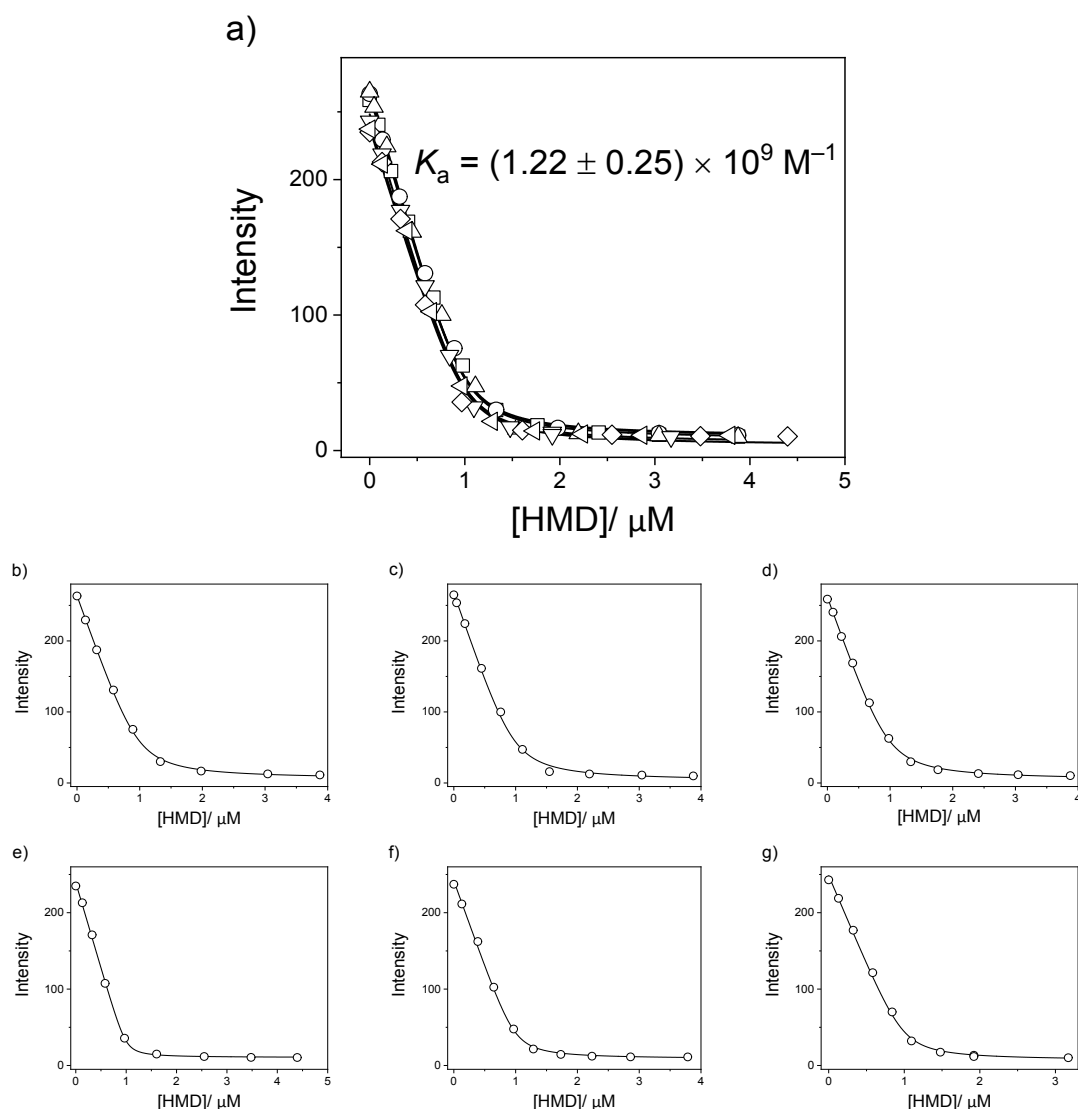 a)
Intensity
200
100
0
Kₐ = (1.22 ± 0.25) × 10⁹ M⁻¹
0 1 2 3 4 5
[HMD]/ μM
b)
Intensity
200
100
0
0 1 2 3 4
[HMD]/ μM
c)
Intensity
200
100
0
0 1 2 3 4
[HMD]/ μM
d)
Intensity
200
100
0
0 1 2 3 4
[HMD]/ μM
e)
Intensity
200
100
0
0 1 2 3 4 5
[HMD]/ μM
f)
Intensity
200
100
0
0 1 2 3 4
[HMD]/ μM
g)
Intensity
200
100
0
0 1 2 3
[HMD]/ μM